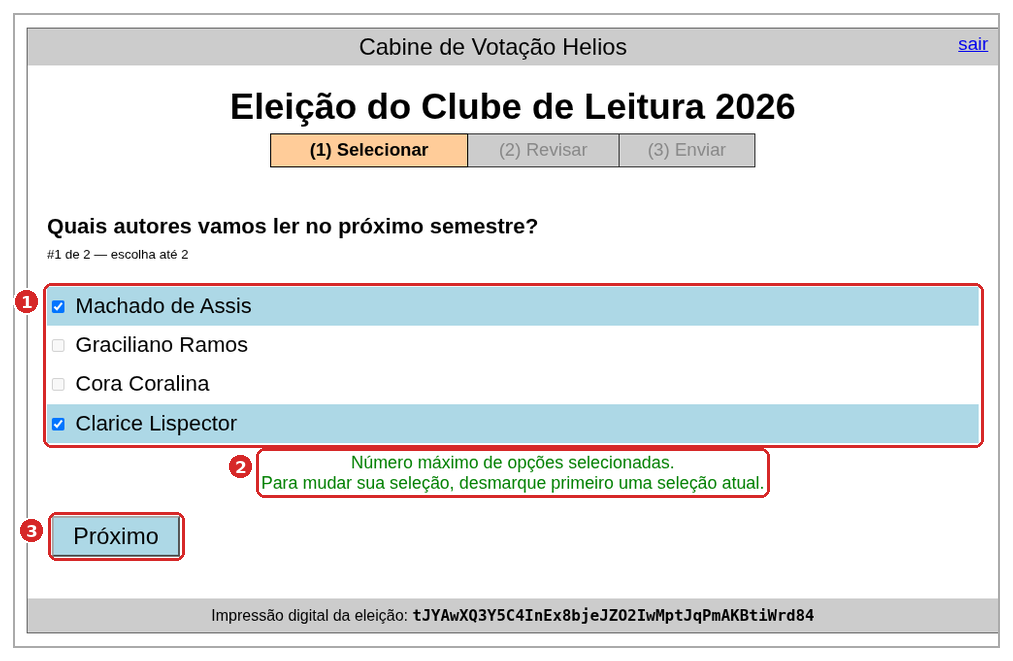 Cabine de Votação Helios
sair
Eleição do Clube de Leitura 2026
(1) Selecionar (2) Revisar (3) Enviar
Quais autores vamos ler no próximo semestre?
#1 de 2 — escolha até 2
1
Machado de Assis
Graciliano Ramos
Cora Coralina
Clarice Lispector
2
Número máximo de opções selecionadas.
Para mudar sua seleção, desmarque primeiro uma seleção atual.
3
Próximo
Impressão digital da eleição: tJYAwXQ3Y5C4InEx8bjeJZO2IwMptJqPmAKBtiWrd84